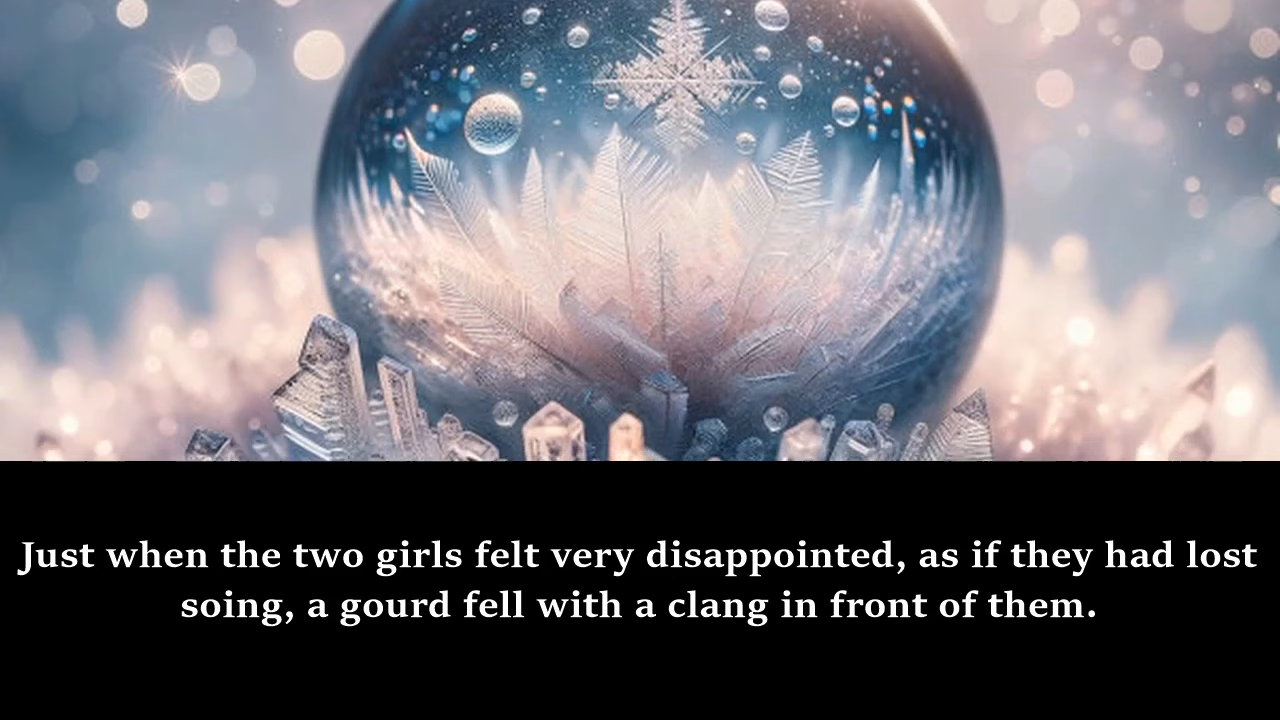 Just when the two girls felt very disappointed, as if they had lost
soing, a gourd fell with a clang in front of them.